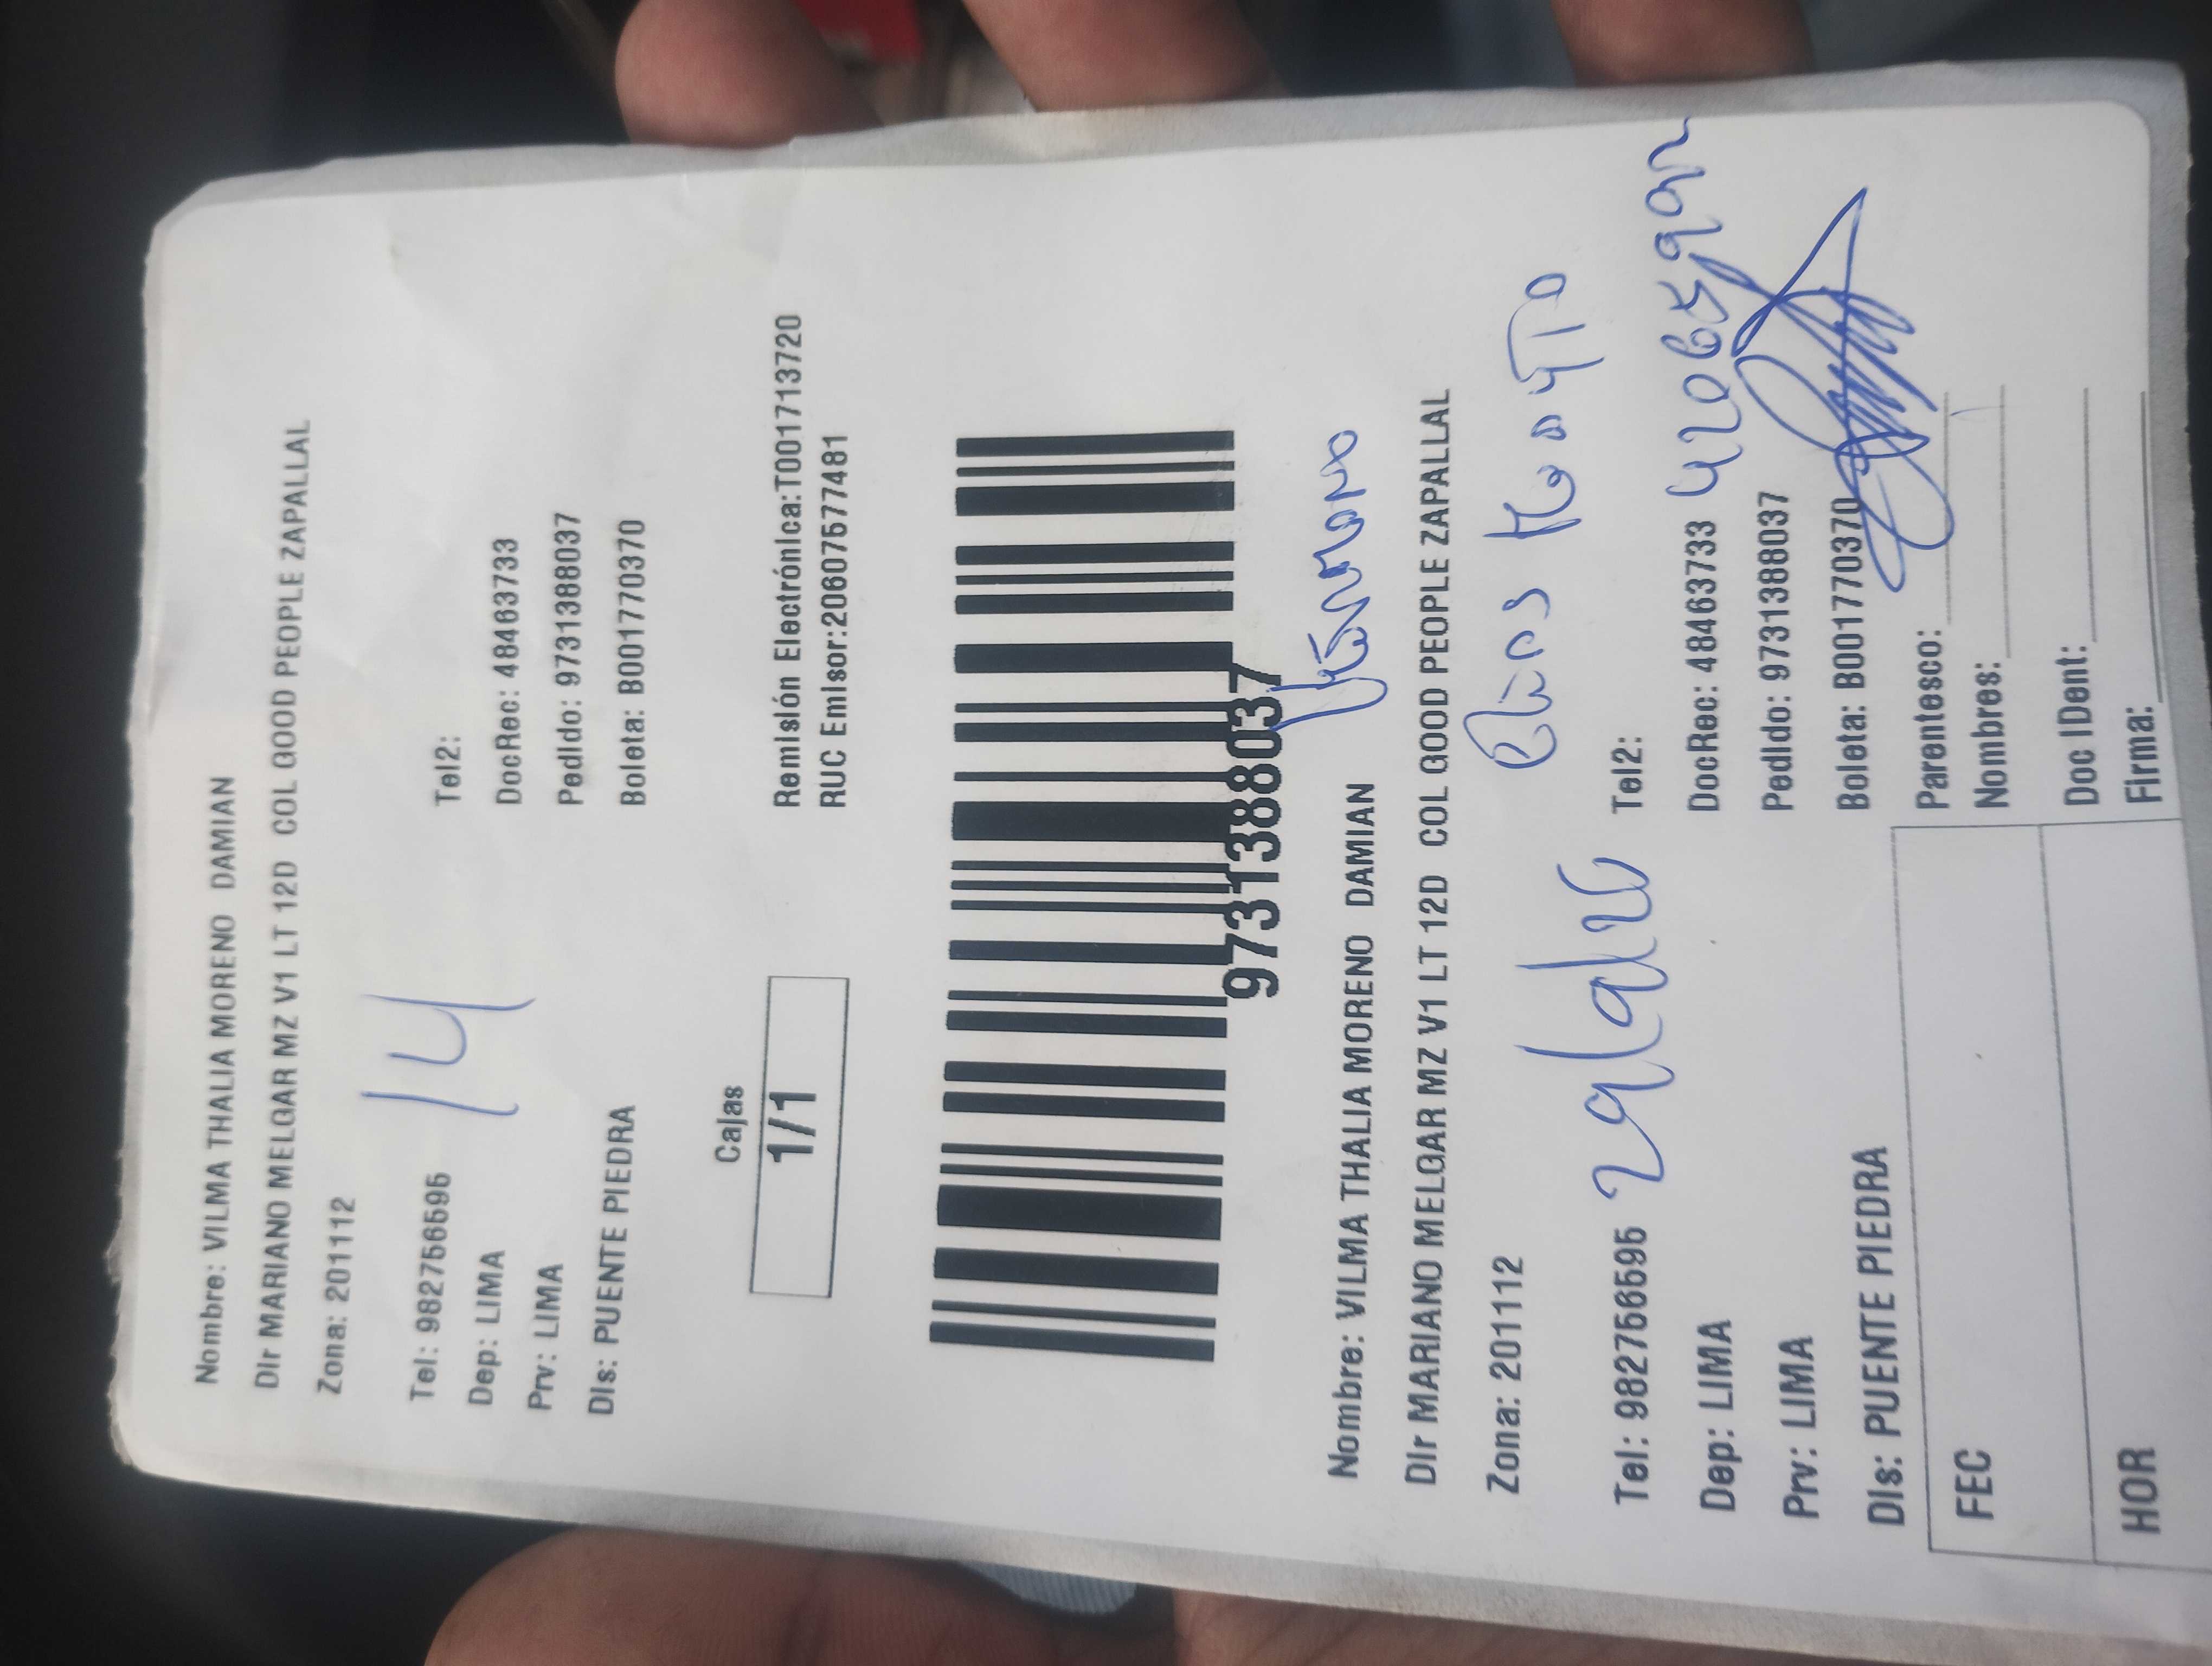 Nombre: VILMA THALIA MORENO DAMIAN
Dir MARIANO MELGAR MZ V1 LT 12D COL GOOD PEOPLE ZAPALLAL
Zona: 201112
14
Tel: 982756595 Tel2:
Dep: LIMA DocRec: 48463733
Prv: LIMA Pedido: 9731388037
Dis: PUENTE PIEDRA Boleta: B001770370
Cajas
1/1
Remisión Electrónica:T001713720
RUC Emisor:20607577481
9731388037
Nombre: VILMA THALIA MORENO DAMIAN
Dir MARIANO MELGAR MZ V1 LT 12D COL GOOD PEOPLE ZAPALLAL
Zona: 201112
Tel: 982756595 Tel2:
Dep: LIMA DocRec: 48463733
Prv: LIMA Pedido: 9731388037
Dis: PUENTE PIEDRA Boleta: B001770370
FEC Parentesco:
Nombres:
HOR Doc IDent:
Firma: